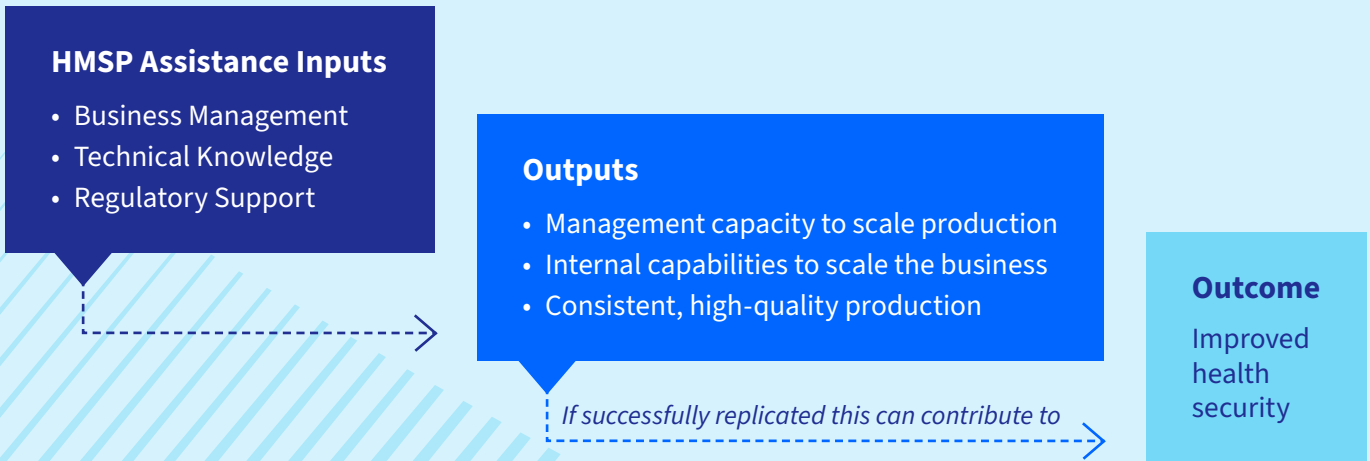 HMSP Assistance Inputs
• Business Management
• Technical Knowledge
• Regulatory Support
Outputs
• Management capacity to scale production
• Internal capabilities to scale the business
• Consistent, high-quality production
If successfully replicated this can contribute to
Outcome
Improved
health
security